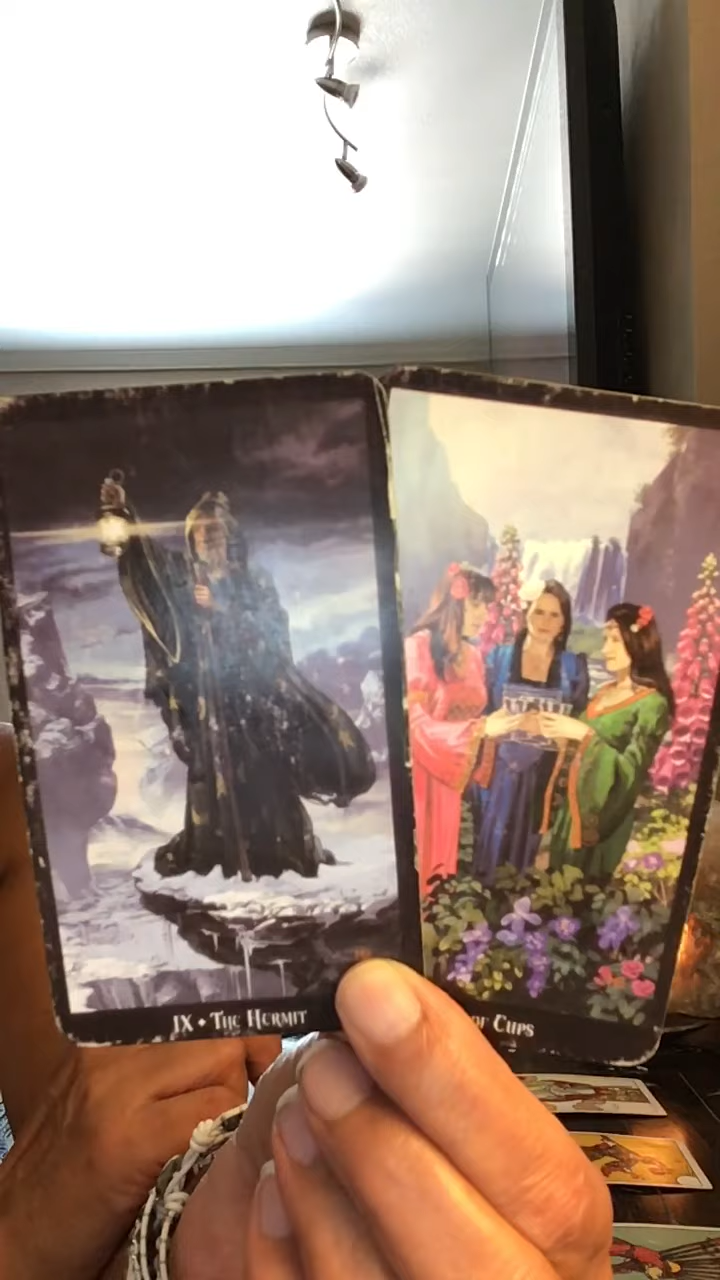 IX • The Hermit
of Cups